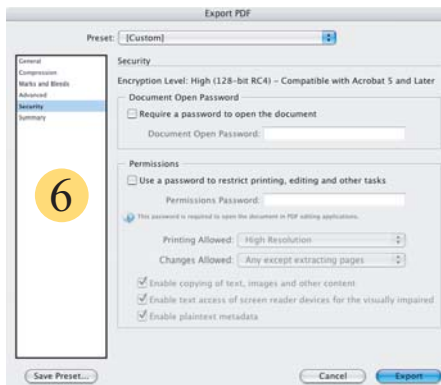 Export PDF
Preset: [Custom]
General
Compression
Marks and Bleeds
Advanced
Security
Summary
6
Security
Encryption Level: High (128-bit RC4) – Compatible with Acrobat 5 and Later
Document Open Password
Require a password to open the document
Document Open Password:
Permissions
Use a password to restrict printing, editing and other tasks
Permissions Password:
This password is required to open the document in PDF editing applications.
Printing Allowed: High Resolution
Changes Allowed: Any except extracting pages
Enable copying of text, images and other content
Enable text access of screen reader devices for the visually impaired
Enable plaintext metadata
Save Preset... Cancel Export